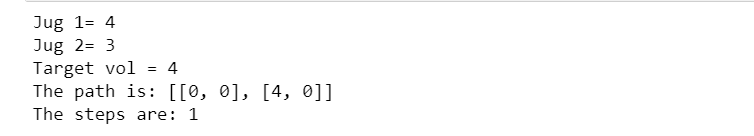 Jug 1= 4
Jug 2= 3
Target vol = 4
The path is: [[0, 0], [4, 0]]
The steps are: 1